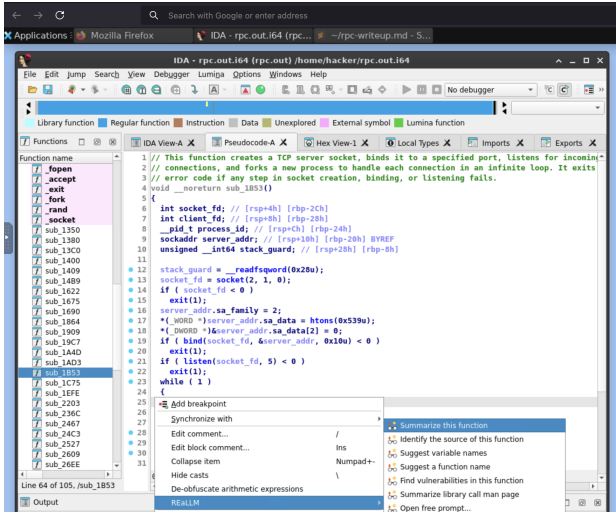 Search with Google or enter address
Applications Mozilla Firefox IDA - rpc.out.i64 (rpc.... ~/rpc-writeup.md - S...
IDA - rpc.out.i64 (rpc.out) /home/hacker/rpc.out.i64
File Edit Jump Search View Debugger Lumina Options Windows Help
No debugger
Library function Regular function Instruction Data Unexplored External symbol Lumina function
Functions IDA View-A Pseudocode-A Hex View-1 Local Types Imports Exports
Function name
_fopen
_accept
_exit
_fork
_rand
_socket
sub_1350
sub_1380
sub_13C0
sub_1400
sub_1409
sub_14B9
sub_1622
sub_1675
sub_1690
sub_1864
sub_1909
sub_19C7
sub_1A4D
sub_1AD3
sub_1B53
sub_1C75
sub_1EFE
sub_2203
sub_236C
sub_2467
sub_24C3
sub_2527
sub_2609
sub_26EE
Line 64 of 105, /sub_1B53
Output
1 // This function creates a TCP server socket, binds it to a specified port, listens for incoming
2 // connections, and forks a new process to handle each connection in an infinite loop. It exits
3 // error code if any step in socket creation, binding, or listening fails.
4 void __noreturn sub_1B53()
5 {
6 int socket_fd; // [rsp+4h] [rbp-2Ch]
7 int client_fd; // [rsp+8h] [rbp-28h]
8 __pid_t process_id; // [rsp+Ch] [rbp-24h]
9 sockaddr server_addr; // [rsp+10h] [rbp-20h] BYREF
10 unsigned __int64 stack_guard; // [rsp+28h] [rbp-8h]
11
12 stack_guard = __readfsqword(0x28u);
13 socket_fd = socket(2, 1, 0);
14 if ( socket_fd < 0 )
15 exit(1);
16 server_addr.sa_family = 2;
17 *(_WORD *)server_addr.sa_data = htons(0x539u);
18 *(_DWORD *)&server_addr.sa_data[2] = 0;
19 if ( bind(socket_fd, &server_addr, 0x10u) < 0 )
20 exit(1);
21 if ( listen(socket_fd, 5) < 0 )
22 exit(1);
23 while ( 1 )
24 {
25
26
27
28
29
30
31
Add breakpoint
Synchronize with
Edit comment... /
Edit block comment... Ins
Collapse item Numpad+-
Hide casts \
De-obfuscate arithmetic expressions
REaLLM
Summarize this function
Identify the source of this function
Suggest variable names
Suggest a function name
Find vulnerabilities in this function
Summarize library call man page
Open free prompt...